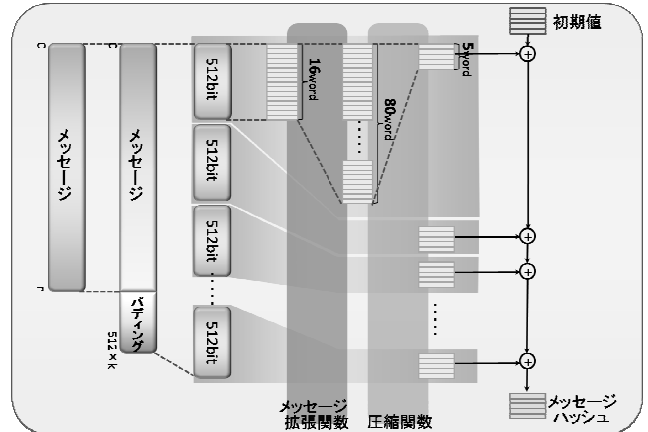 初期値
5word
16word
80word
512bit
512bit
512bit
512bit
メッセージ
メッセージ
パディング
512×k
メッセージ
拡張関数
圧縮関数
メッセージ
ハッシュ